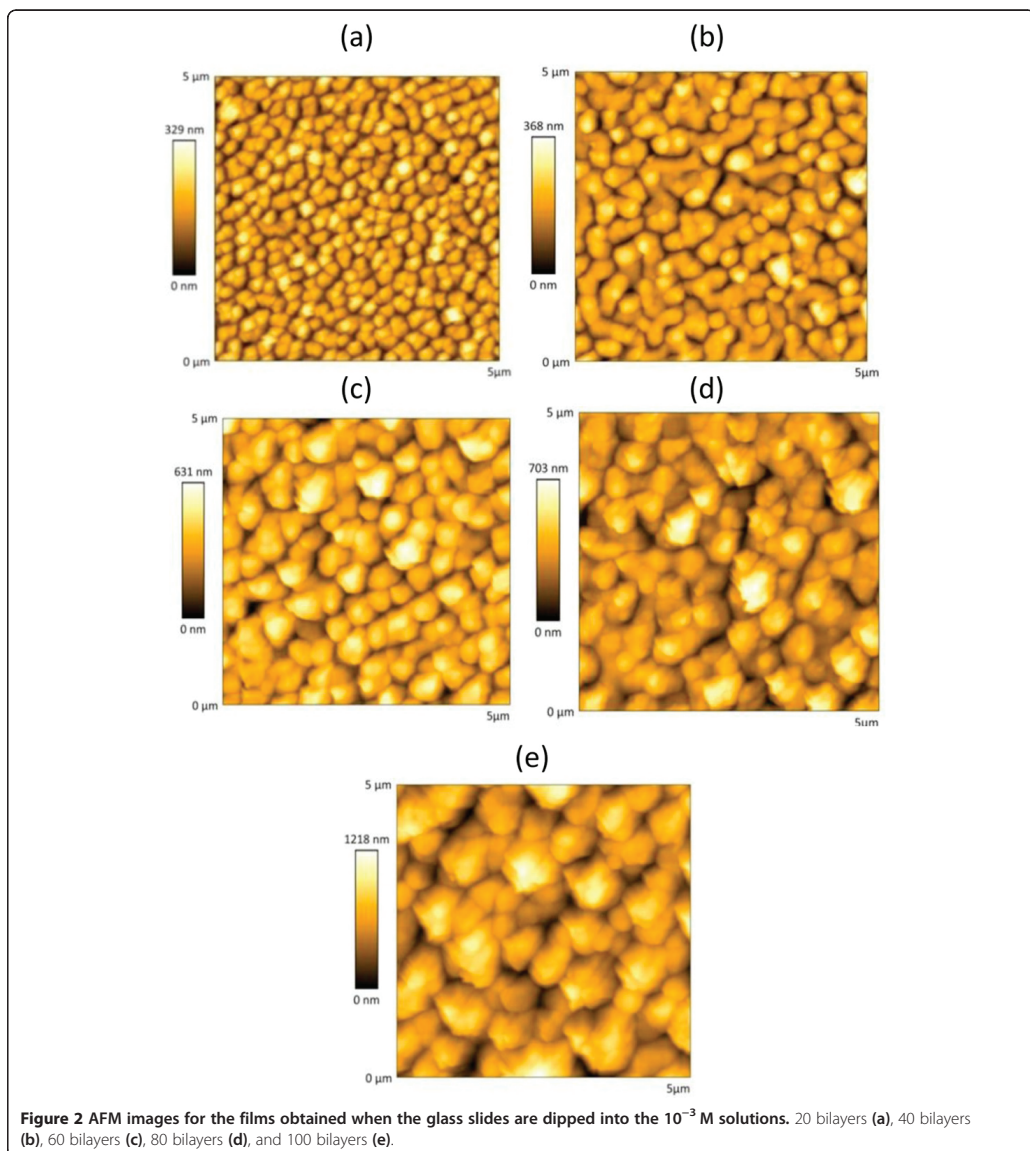 (a)
(b)
5 µm
5 µm
329 nm
368 nm
0 nm
0 nm
0 µm
0 µm
5µm
5µm
(c)
(d)
5 µm
5 µm
631 nm
703 nm
0 nm
0 nm
0 µm
0 µm
5µm
5µm
(e)
5 µm
1218 nm
0 nm
0 µm
5µm
Figure 2 AFM images for the films obtained when the glass slides are dipped into the 10⁻³ M solutions. 20 bilayers (a), 40 bilayers
(b), 60 bilayers (c), 80 bilayers (d), and 100 bilayers (e).